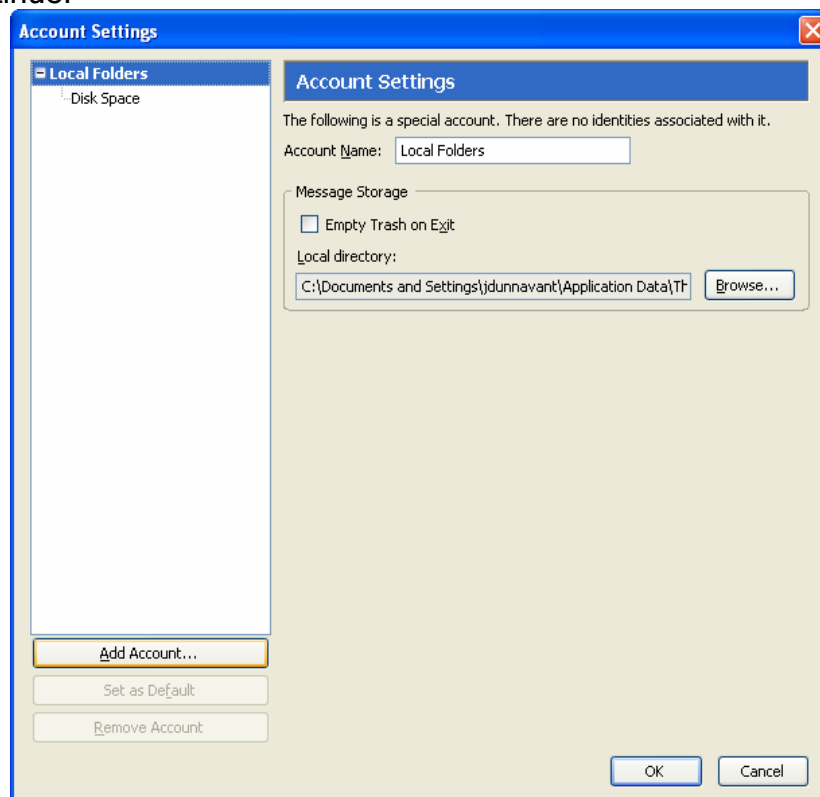 Account Settings
Local Folders
Disk Space
Account Settings
The following is a special account. There are no identities associated with it.
Account Name: Local Folders
Message Storage
Empty Trash on Exit
Local directory:
C:\Documents and Settings\jdunnavant\Application Data\Th
Browse...
Add Account...
Set as Default
Remove Account
OK Cancel